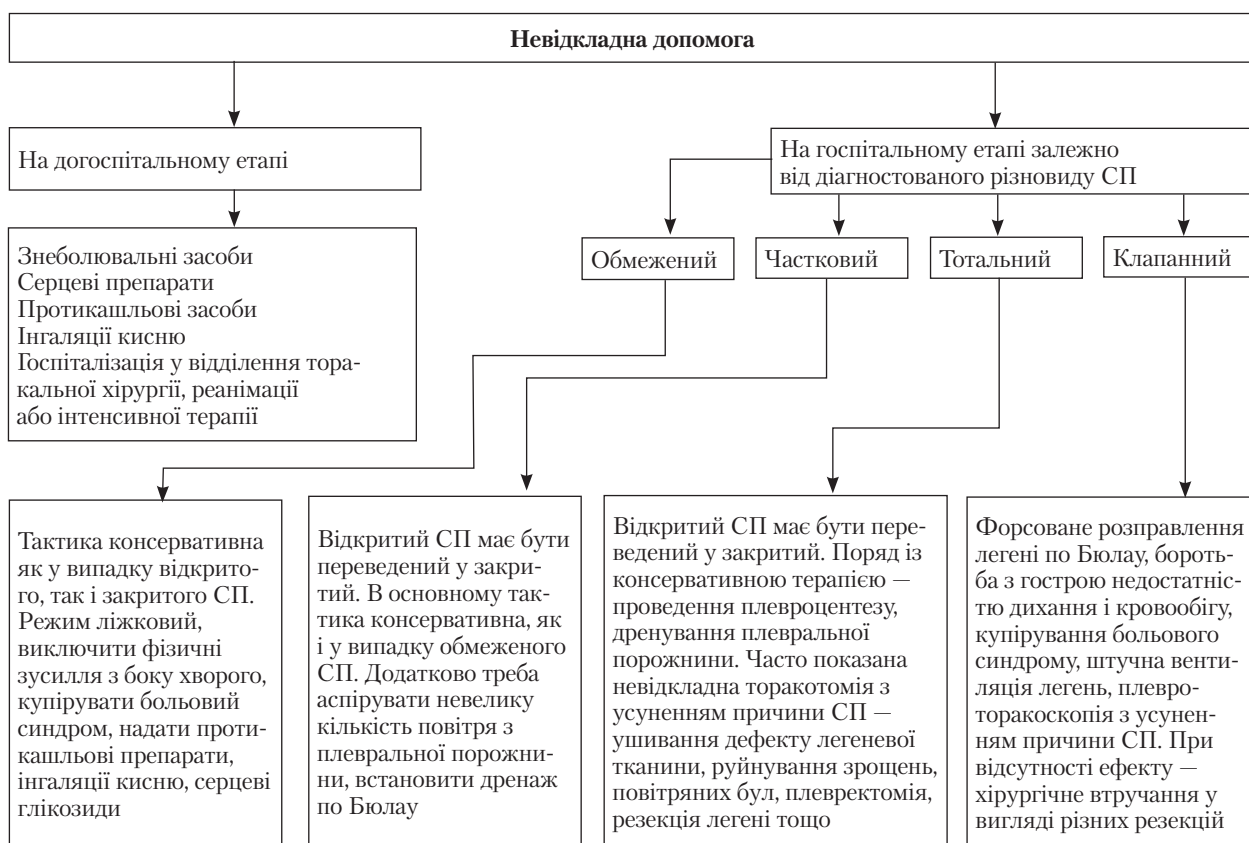 Невідкладна допомога
На догоспітальному етапі
На госпітальному етапі залежно
від діагностованого різновиду СП
Знеболювальні засоби
Серцеві препарати
Протикашльові засоби
Інгаляції кисню
Госпіталізація у відділення тора-
кальної хірургії, реанімації
або інтенсивної терапії
Обмежений
Частковий
Тотальний
Клапанний
Тактика консервативна
як у випадку відкрито-
го, так і закритого СП.
Режим ліжковий,
виключити фізичні
зусилля з боку хворого,
купірувати больовий
синдром, надати проти-
кашльові препарати,
інгаляції кисню, серцеві
глікозиди
Відкритий СП має бути
переведений у закри-
тий. В основному так-
тика консервативна, як
і у випадку обмеженого
СП. Додатково треба
аспірувати невелику
кількість повітря з
плевральної порожни-
ни, встановити дренаж
по Бюлау
Відкритий СП має бути пере-
ведений у закритий. Поряд із
консервативною терапією —
проведення плевроцентезу,
дренування плевральної
порожнини. Часто показана
невідкладна торакотомія з
усуненням причини СП —
ушивання дефекту легеневої
тканини, руйнування зрощень,
повітряних бул, плевректомія,
резекція легені тощо
Форсоване розправлення
легені по Бюлау, бороть-
ба з гострою недостатніс-
тю дихання і кровообігу,
купірування больового
синдрому, штучна венти-
ляція легень, плевро-
торакоскопія з усунен-
ням причини СП. При
відсутності ефекту —
хірургічне втручання у
вигляді різних резекцій